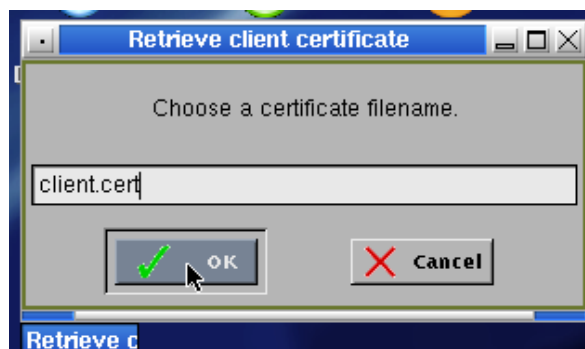 Retrieve client certificate
Choose a certificate filename.
client.cert
OK
Cancel
Retrieve c